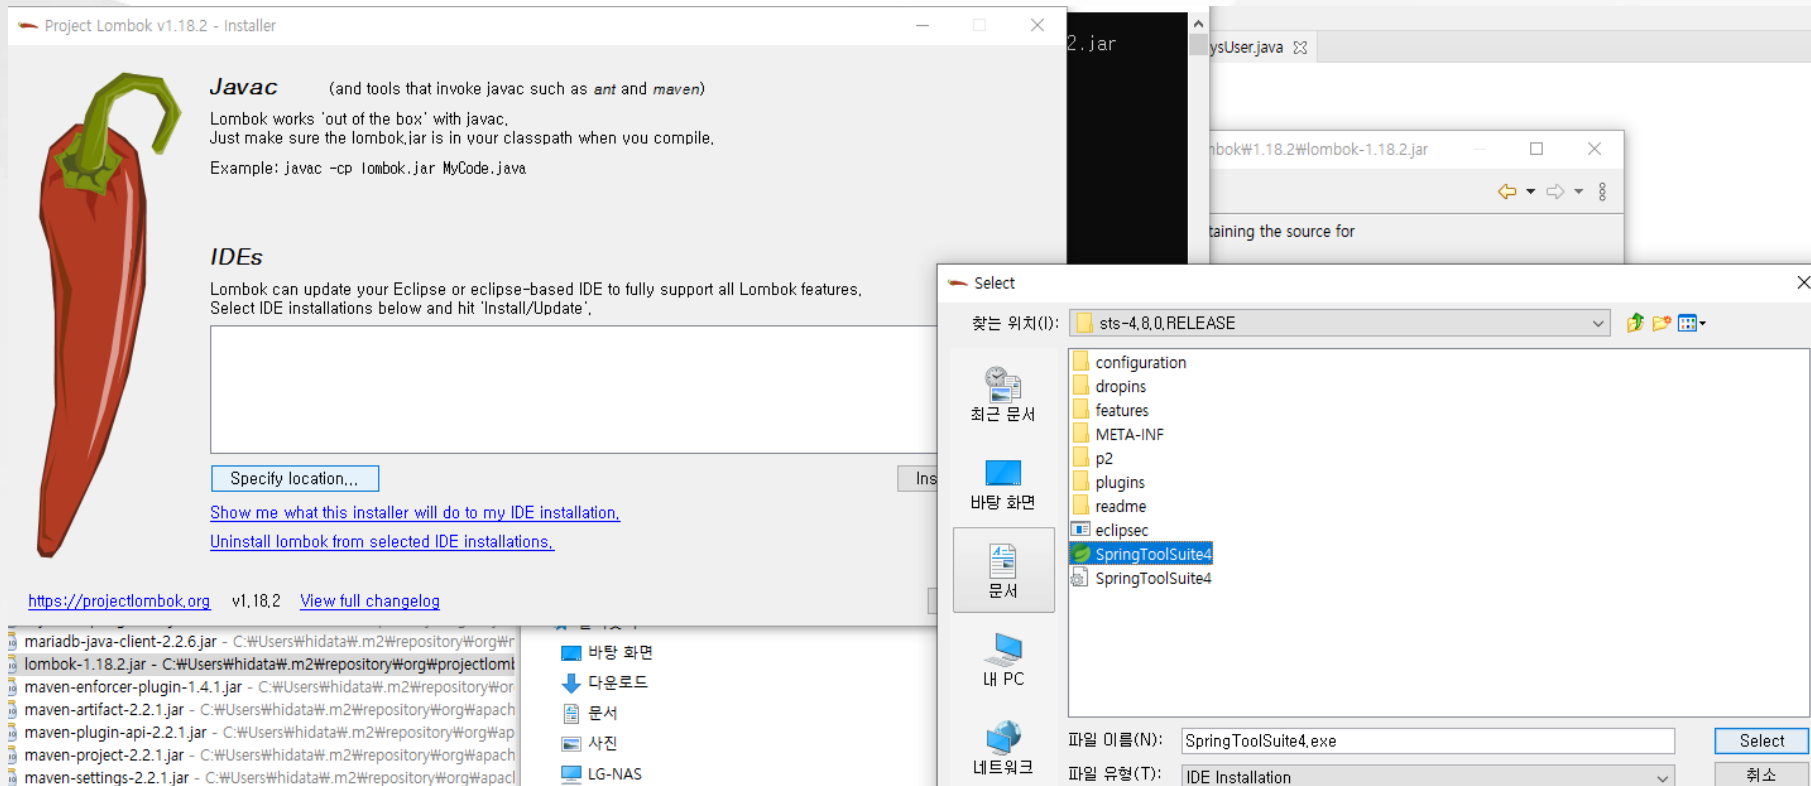 Project Lombok v1.18.2 - Installer
Javac (and tools that invoke javac such as ant and maven)
Lombok works 'out of the box' with javac.
Just make sure the lombok.jar is in your classpath when you compile.
Example: javac -cp lombok.jar MyCode.java
IDEs
Lombok can update your Eclipse or eclipse-based IDE to fully support all Lombok features.
Select IDE installations below and hit 'Install/Update'.
Specify location...
Ins
Show me what this installer will do to my IDE installation.
Uninstall lombok from selected IDE installations.
https://projectlombok.org v1.18.2 View full changelog
2.jar
ysUser.java
bok₩1.18.2₩lombok-1.18.2.jar
taining the source for
Select
찾는 위치(I): sts-4.8.0.RELEASE
최근 문서
바탕 화면
문서
내 PC
네트워크
configuration
dropins
features
META-INF
p2
plugins
readme
eclipsec
SpringToolSuite4
SpringToolSuite4
파일 이름(N): SpringToolSuite4.exe
Select
파일 유형(T): IDE Installation
취소
mariadb-java-client-2.2.6.jar - C:₩Users₩hidata₩.m2₩repository₩org₩
lombok-1.18.2.jar - C:₩Users₩hidata₩.m2₩repository₩org₩projectlomb
maven-enforcer-plugin-1.4.1.jar - C:₩Users₩hidata₩.m2₩repository₩or
maven-artifact-2.2.1.jar - C:₩Users₩hidata₩.m2₩repository₩org₩apach
maven-plugin-api-2.2.1.jar - C:₩Users₩hidata₩.m2₩repository₩org₩ap
maven-project-2.2.1.jar - C:₩Users₩hidata₩.m2₩repository₩org₩apach
maven-settings-2.2.1.jar - C:₩Users₩hidata₩.m2₩repository₩org₩apacl
바탕 화면
다운로드
문서
사진
LG-NAS